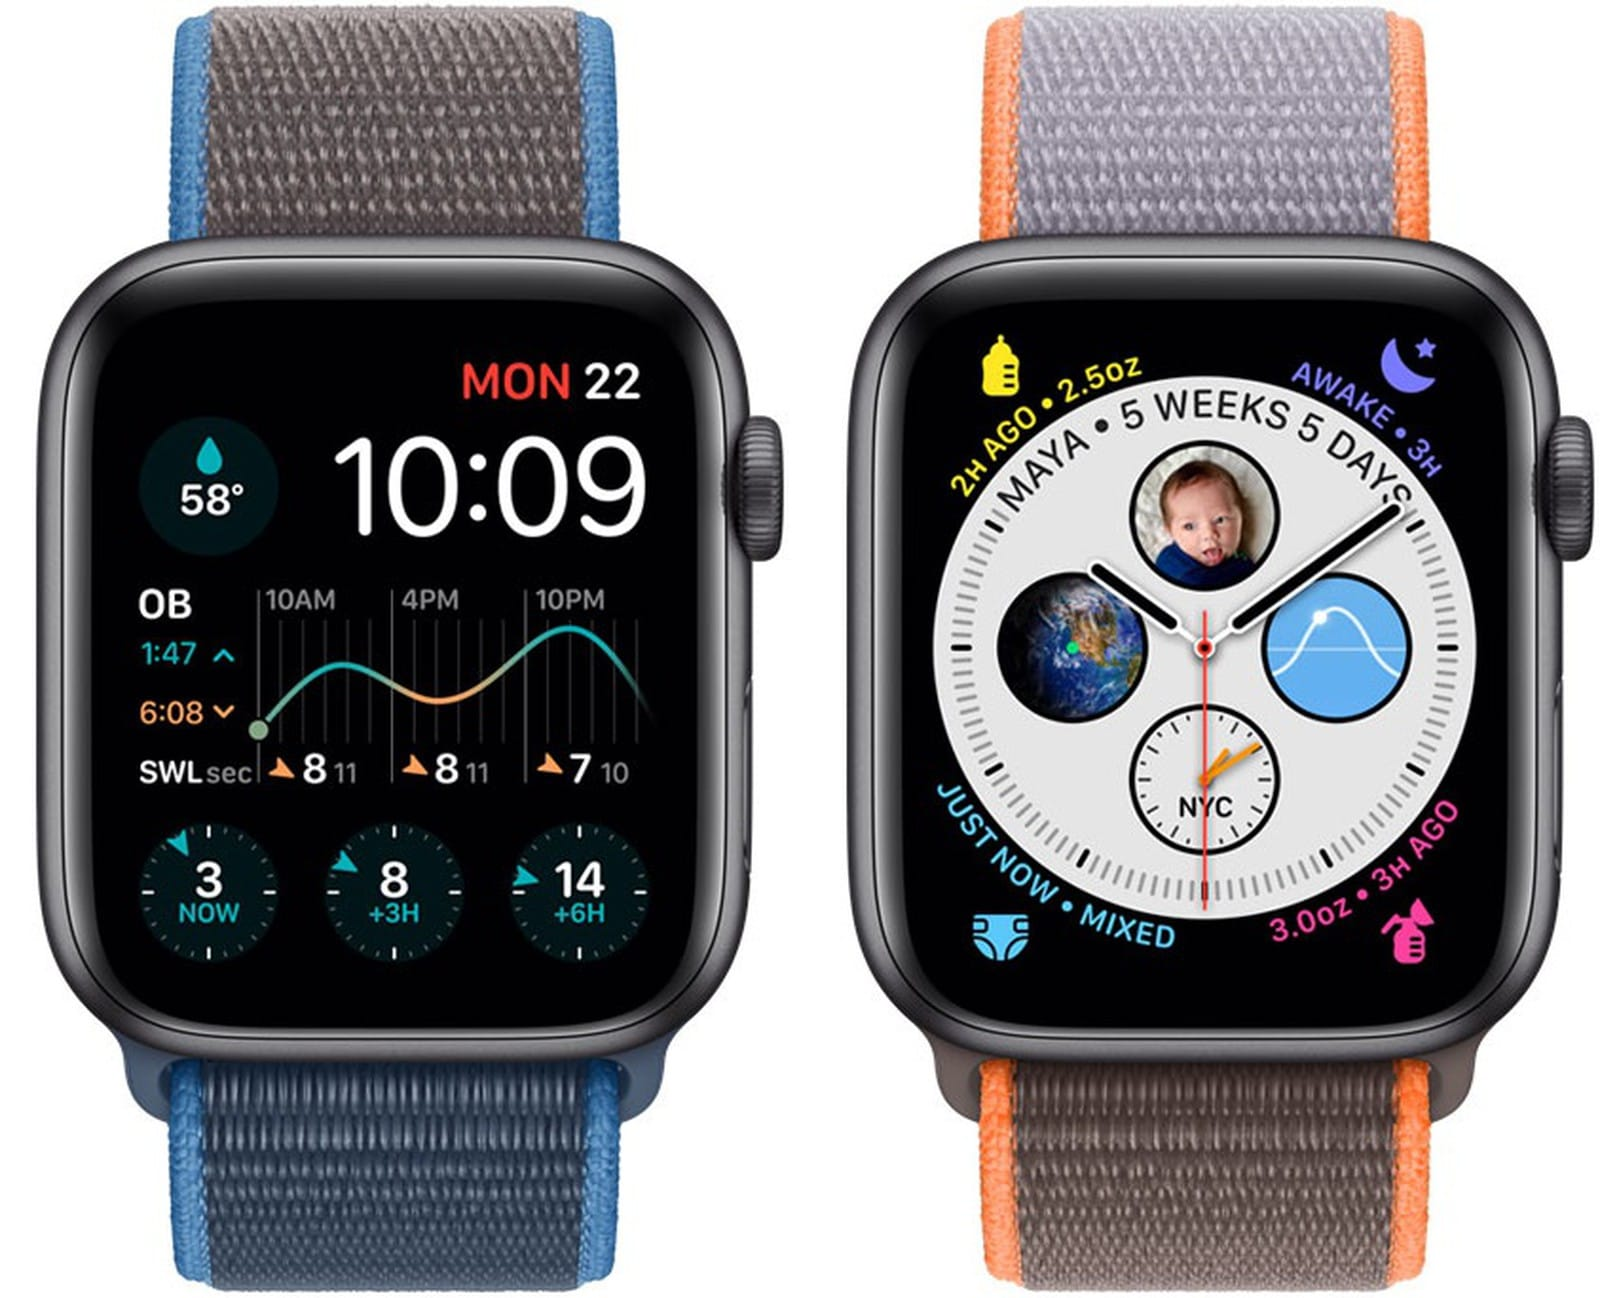 MON 22
58°
10:09
OB
10AM 4PM 10PM
1:47
6:08
SWL sec 8 11 8 11 7 10
3 8 14
NOW +3H +6H
2H AGO • 2.5oz
AWAKE • 3H
MAYA • 5 WEEKS 5 DAYS
NYC
JUST NOW • MIXED
3.0oz • 3H AGO